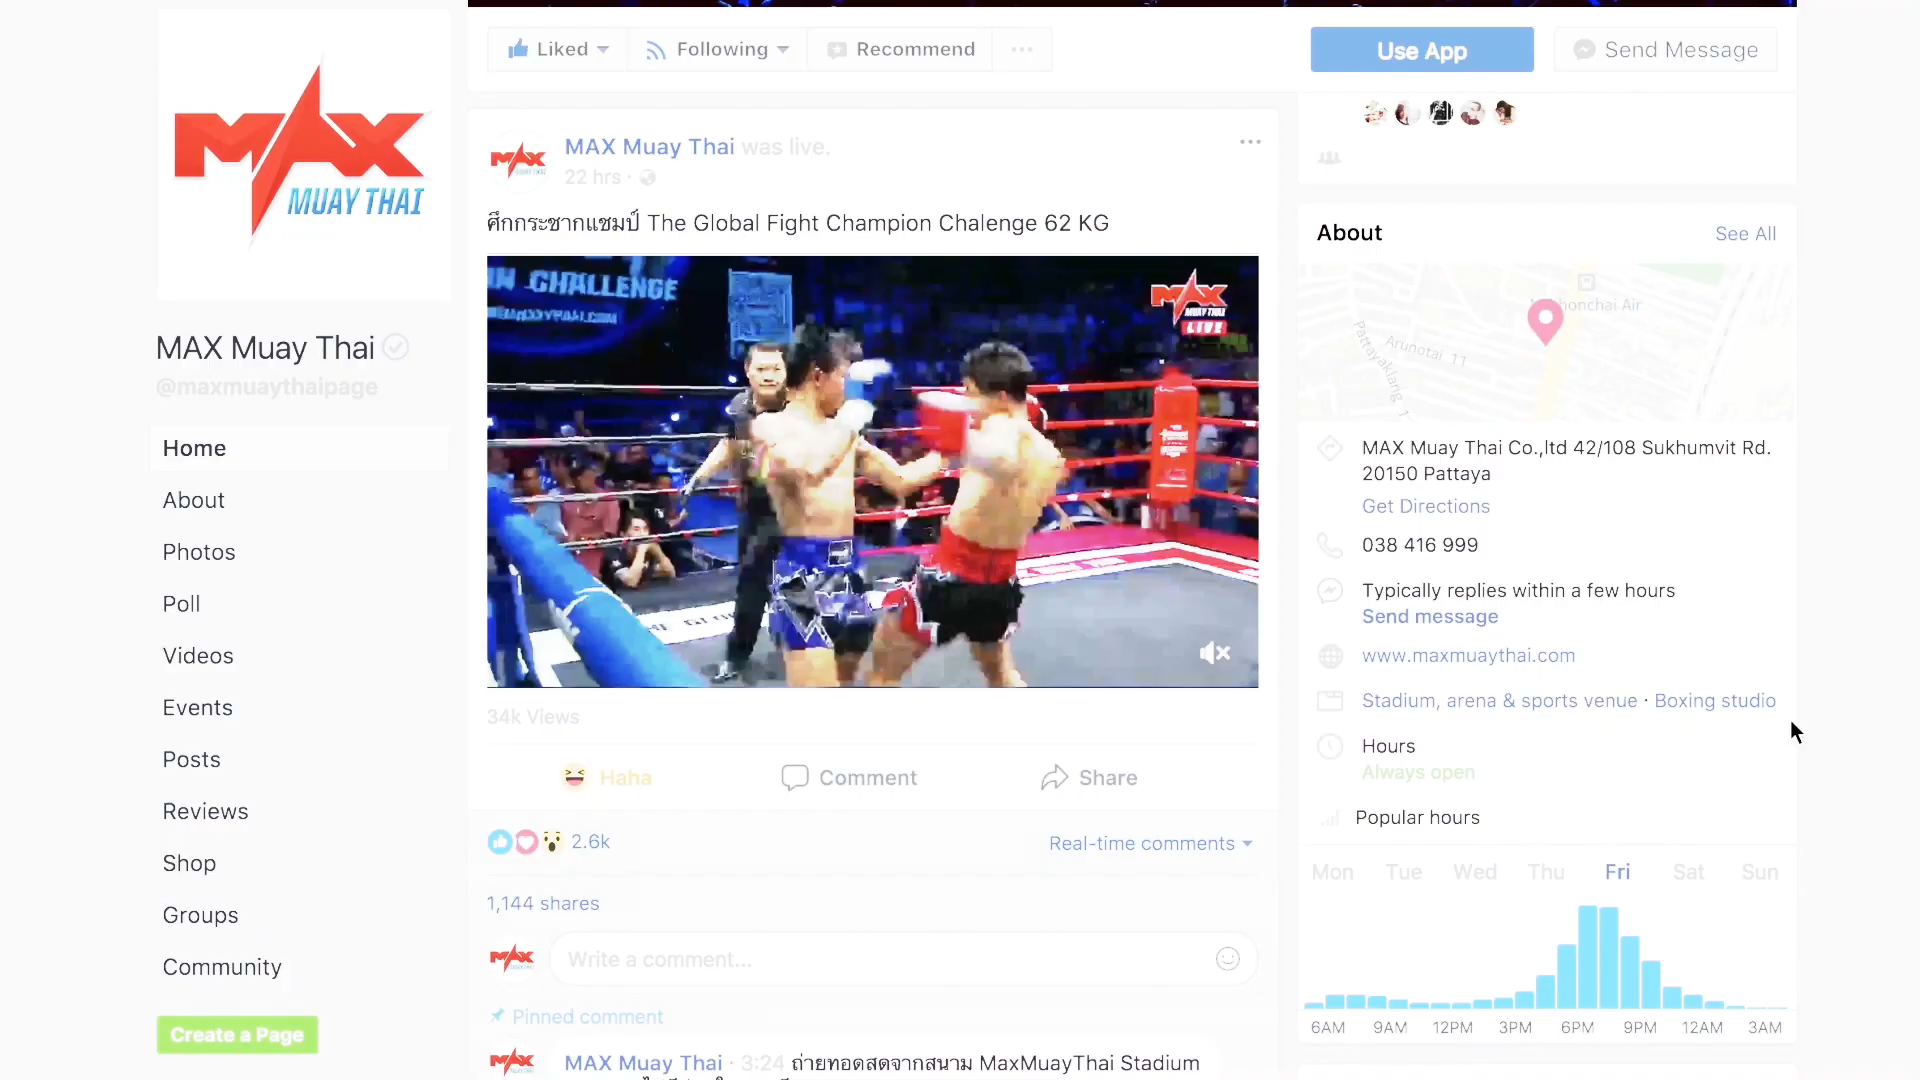 MAX
MUAY THAI
MAX Muay Thai
@maxmuaythaipage
Home
About
Photos
Poll
Videos
Events
Posts
Reviews
Shop
Groups
Community
Create a Page
Liked
Following
Recommend
Use App
Send Message
MAX Muay Thai was live.
22 hrs ·
ศึกกระชากแชมป์ The Global Fight Champion Chalenge 62 KG
CHALLENGE
MAX
MUAY THAI
LIVE
34k Views
Haha
Comment
Share
2.6k
Real-time comments
1,144 shares
Write a comment...
Pinned comment
MAX Muay Thai · 3:24 ถ่ายทอดสดจากสนาม MaxMuayThai Stadium
About
See All
Arunotai 11
Pattayaklang
MAX Muay Thai Co.,ltd 42/108 Sukhumvit Rd.
20150 Pattaya
Get Directions
038 416 999
Typically replies within a few hours
Send message
www.maxmuaythai.com
Stadium, arena & sports venue · Boxing studio
Hours
Always open
Popular hours
Mon Tue Wed Thu Fri Sat Sun
6AM 9AM 12PM 3PM 6PM 9PM 12AM 3AM